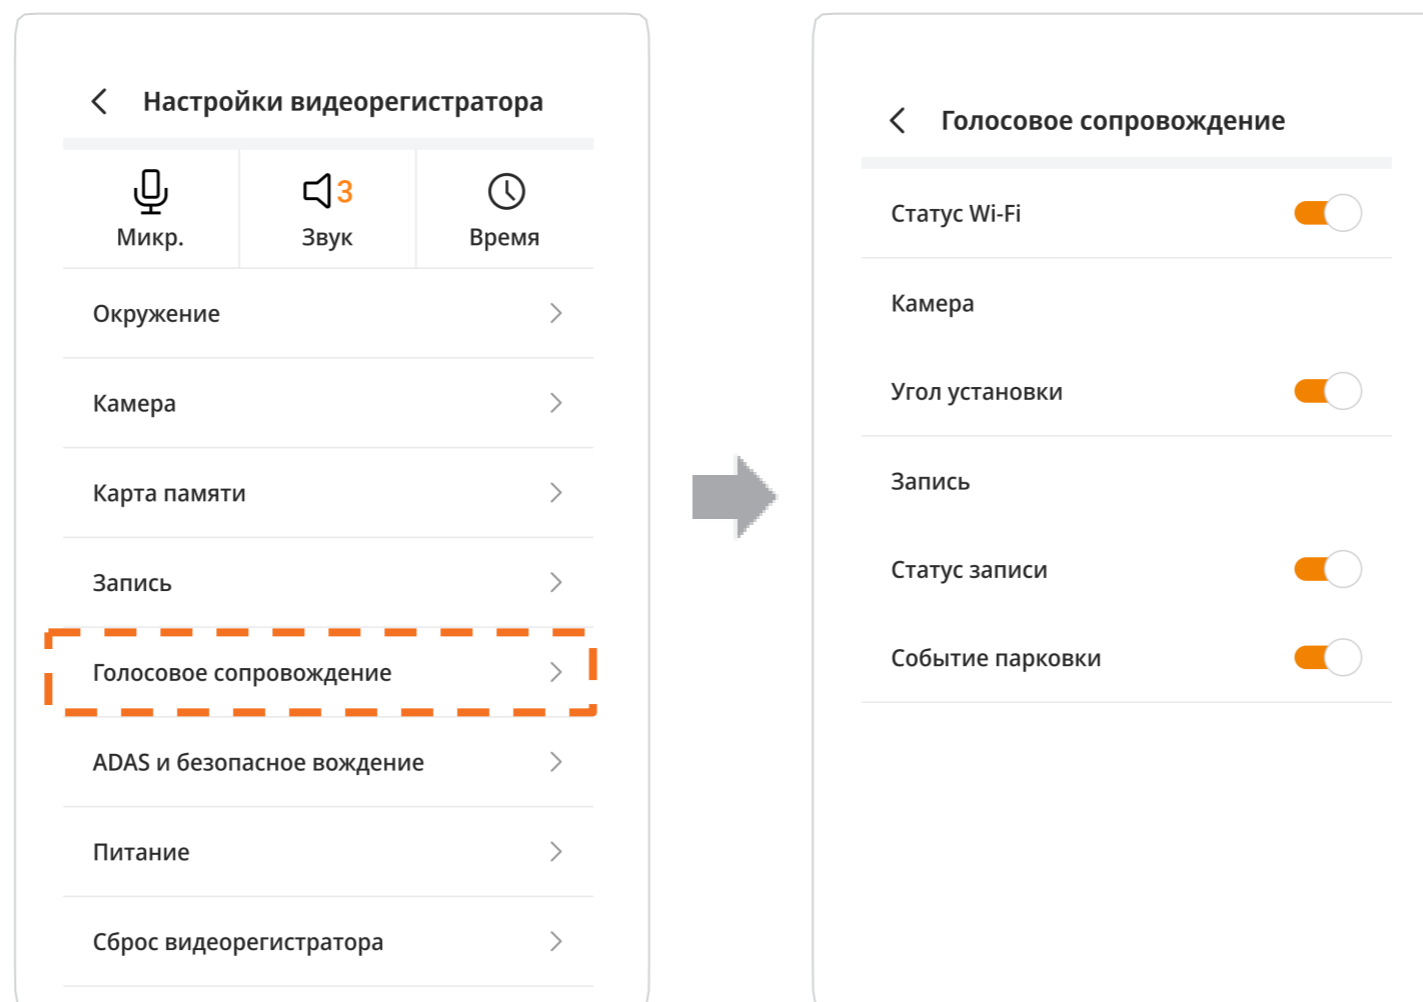 Настройки видеорегистратора
3
Микр.
Звук
Время
Окружение
Камера
Карта памяти
Запись
Голосовое сопровождение
ADAS и безопасное вождение
Питание
Сброс видеорегистратора
Голосовое сопровождение
Статус Wi-Fi
Камера
Угол установки
Запись
Статус записи
Событие парковки